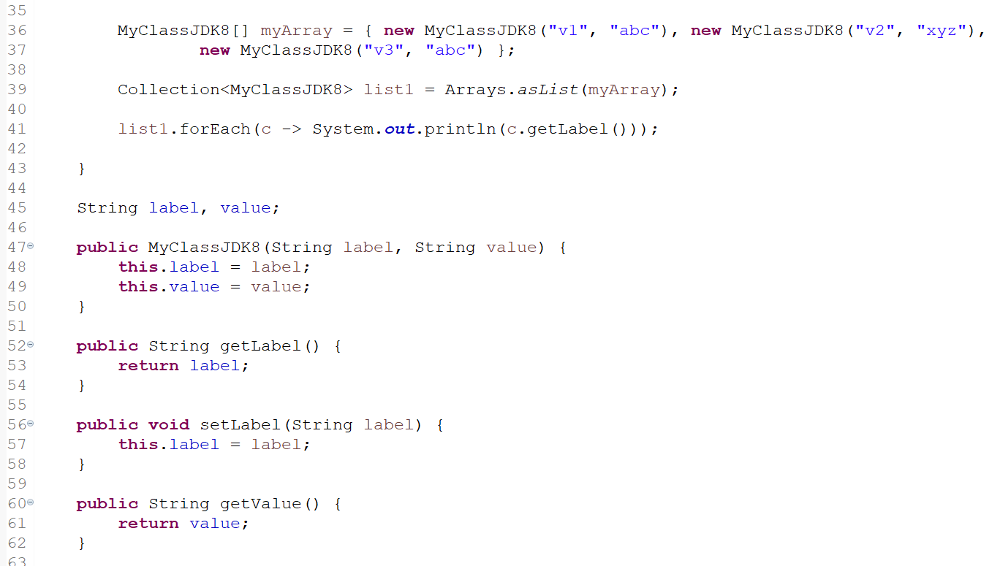 35
36 MyClassJDK8[] myArray = { new MyClassJDK8("v1", "abc"), new MyClassJDK8("v2", "xyz"),
37 new MyClassJDK8("v3", "abc") };
38
39 Collection<MyClassJDK8> list1 = Arrays.asList(myArray);
40
41 list1.forEach(c -> System.out.println(c.getLabel()));
42
43 }
44
45 String label, value;
46
47 public MyClassJDK8(String label, String value) {
48 this.label = label;
49 this.value = value;
50 }
51
52 public String getLabel() {
53 return label;
54 }
55
56 public void setLabel(String label) {
57 this.label = label;
58 }
59
60 public String getValue() {
61 return value;
62 }
63